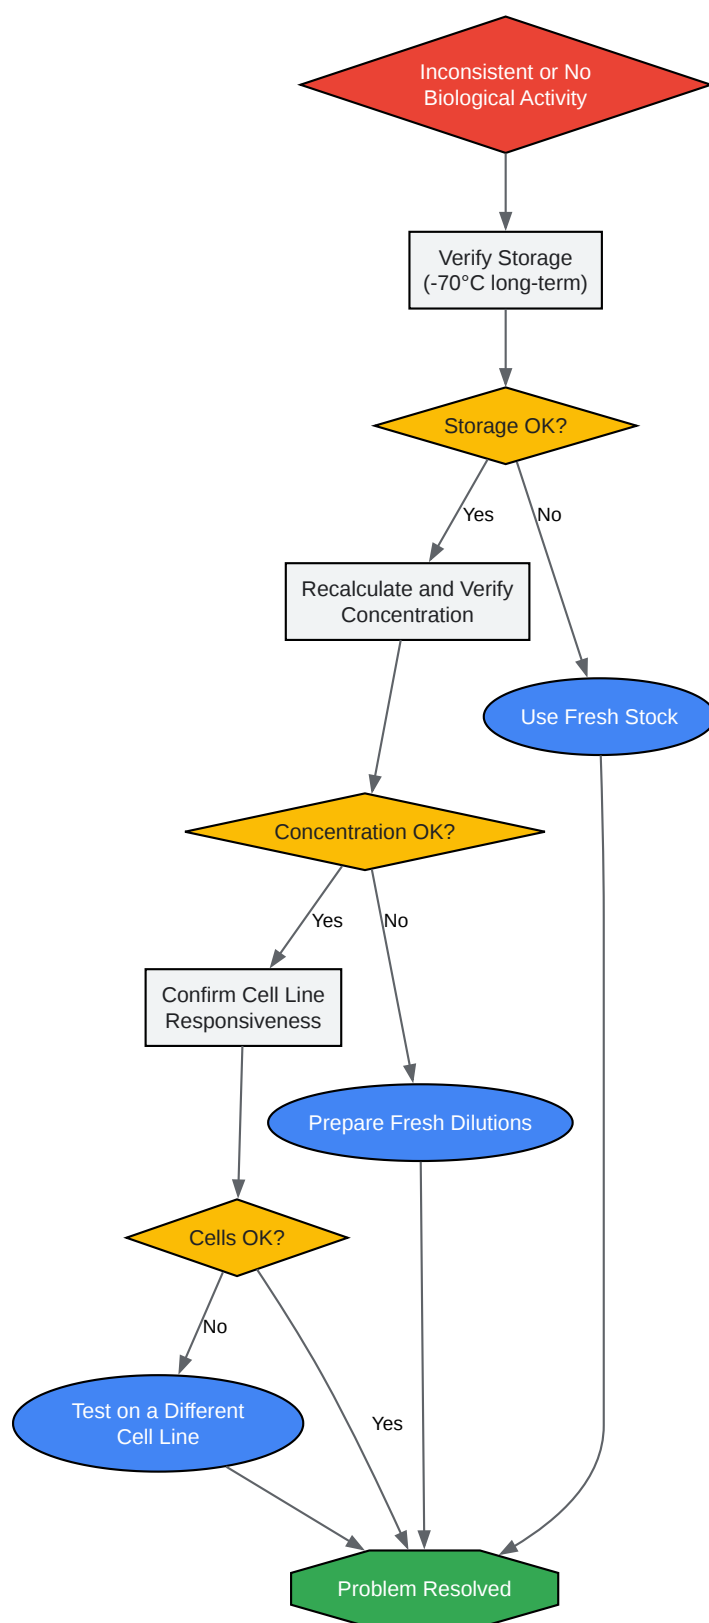 Inconsistent or No
Biological Activity
Verify Storage
(-70°C long-term)
Storage OK?
Yes
No
Recalculate and Verify
Concentration
Use Fresh Stock
Concentration OK?
Yes
No
Confirm Cell Line
Responsiveness
Prepare Fresh Dilutions
Cells OK?
No
Test on a Different
Cell Line
Yes
Problem Resolved